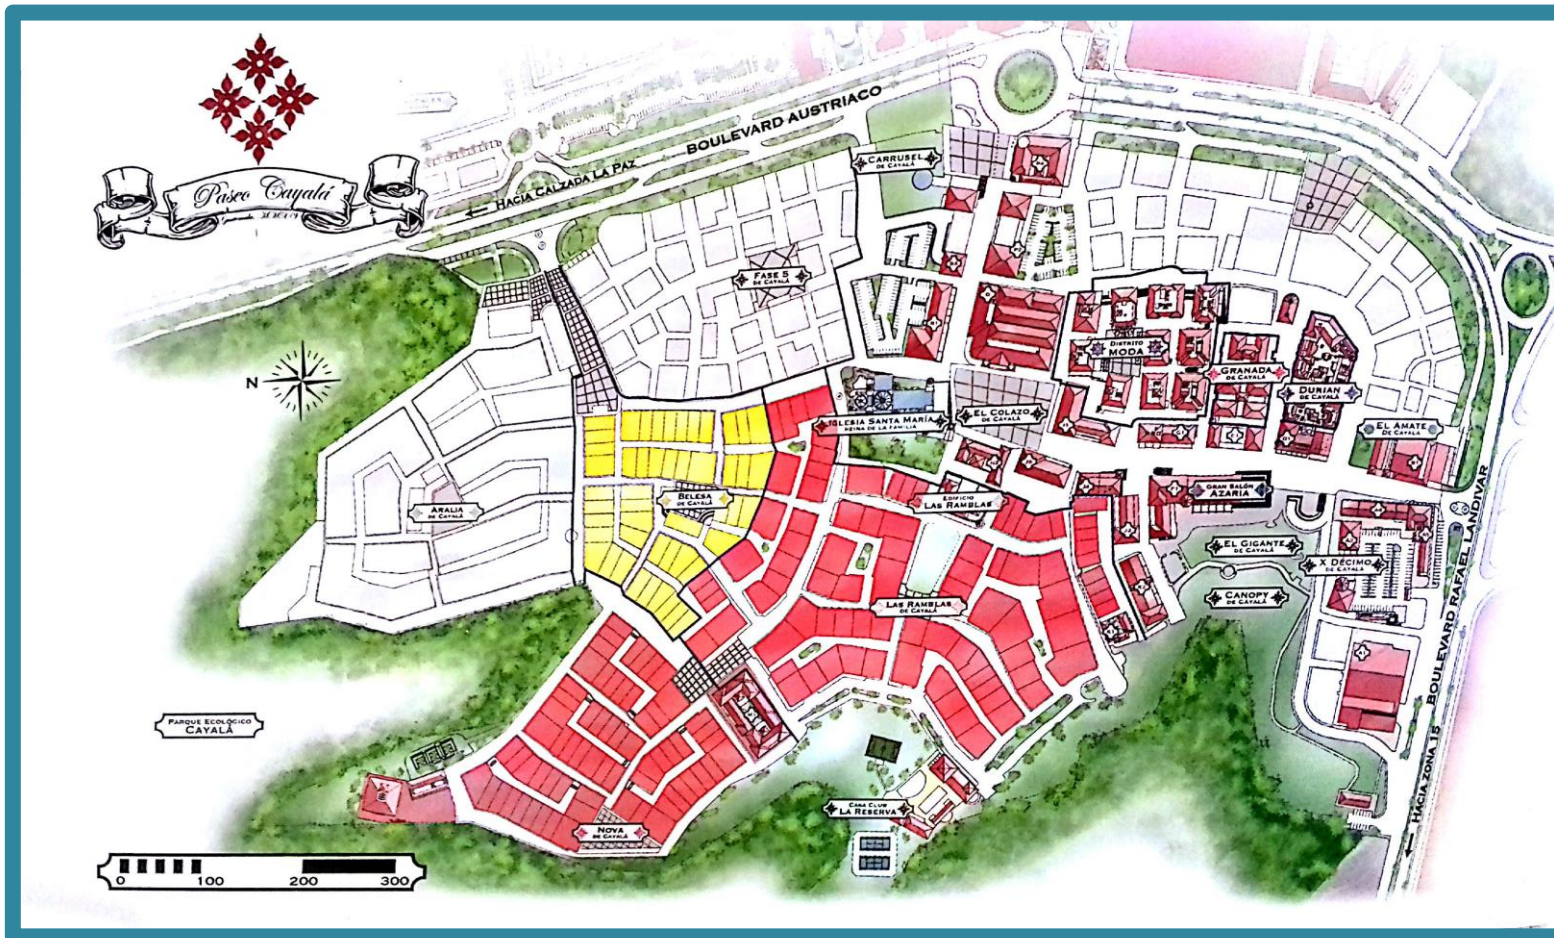 Paseo Cayalá
BOULEVARD AUSTRIACO
HACIA CALZADA LA PAZ
CARRUSEL
DE CAYALÁ
FASE 5
DE CAYALÁ
N
DISTRITO
MODA
GRANADA
DE CAYALÁ
DURIAN
DE CAYALÁ
IGLESIA SANTA MARÍA
REINA DE LA FAMILIA
EL COLAZO
DE CAYALÁ
EL AMATE
DE CAYALÁ
BELESA
DE CAYALÁ
ARALIA
DE CAYALÁ
EDIFICIO
LAS RAMBLAS
GRAN SALÓN
AZARIA
EL GIGANTE
DE CAYALÁ
X DÉCIMO
DE CAYALÁ
CANOPY
DE CAYALÁ
LAS RAMBLAS
DE CAYALÁ
BOULEVARD RAFAEL LANDIVAR
HACIA ZONA 15
PARQUE ECOLÓGICO
CAYALÁ
CASA CLUB
LA RESERVA
NOVA
DE CAYALÁ
0 100 200 300